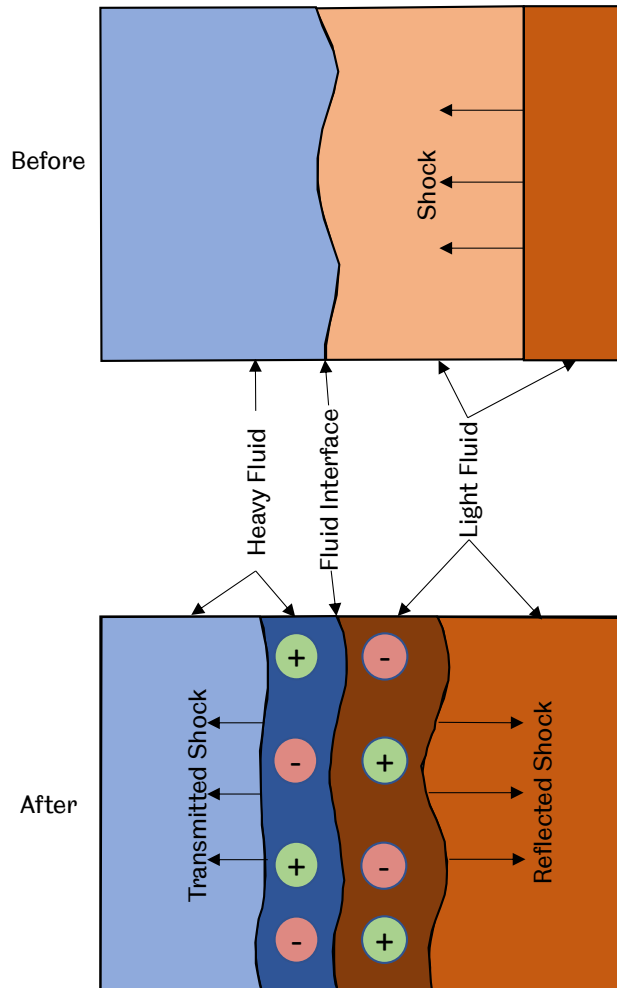 Before
Shock
Heavy Fluid
Fluid Interface
Light Fluid
After
Transmitted Shock
Reflected Shock
+
-
-
+
+
-
-
+